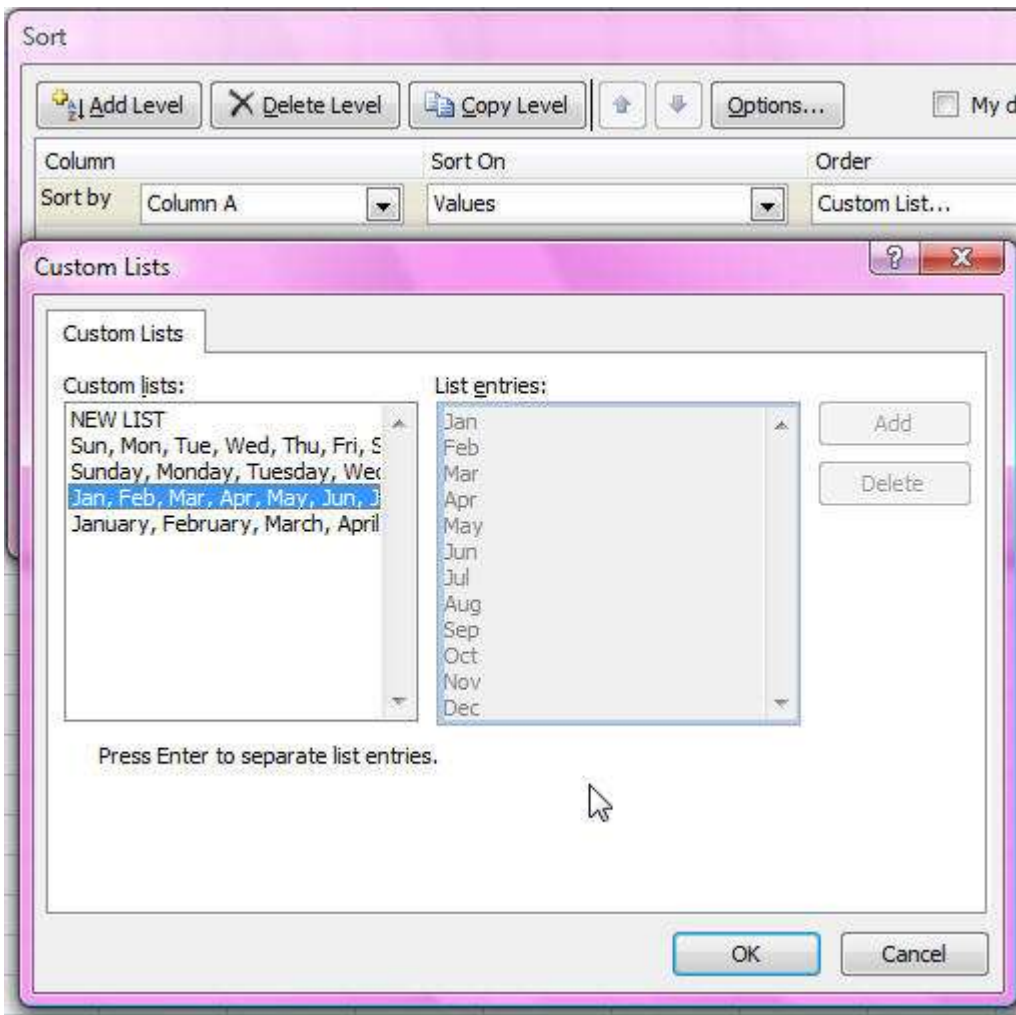 Sort
Add Level Delete Level Copy Level Options... My d
Column Sort On Order
Sort by Column A Values Custom List...
Custom Lists
Custom Lists
Custom lists: List entries:
NEW LIST
Sun, Mon, Tue, Wed, Thu, Fri, S
Sunday, Monday, Tuesday, Wed
Jan, Feb, Mar, Apr, May, Jun, J
January, February, March, April
Jan
Feb
Mar
Apr
May
Jun
Jul
Aug
Sep
Oct
Nov
Dec
Add
Delete
Press Enter to separate list entries.
OK Cancel